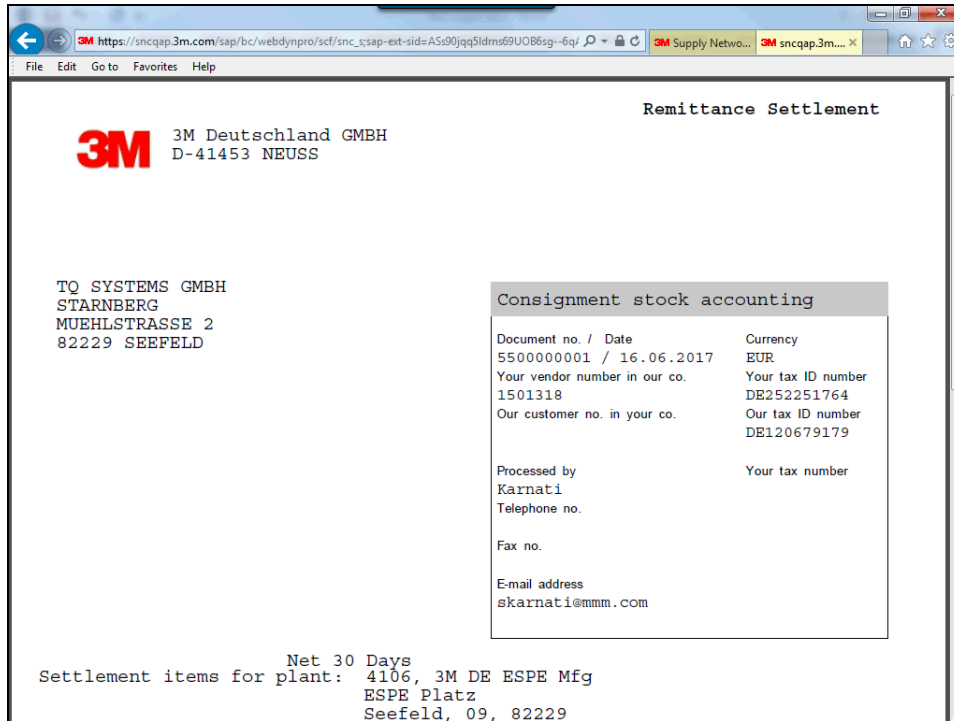 3M https://sncqap.3m.com/sap/bc/webdynpro/scf/snc_s;sap-ext-sid=ASs90jqq5Idms69UOB6sg--6q/
3M Supply Netwo...
3M sncqap.3m....
File Edit Go to Favorites Help
Remittance Settlement
3M
3M Deutschland GMBH
D-41453 NEUSS
TQ SYSTEMS GMBH
STARNBERG
MUEHLSTRASSE 2
82229 SEEFELD
Consignment stock accounting
Document no. / Date Currency
5500000001 / 16.06.2017 EUR
Your vendor number in our co. Your tax ID number
1501318 DE252251764
Our customer no. in your co. Our tax ID number
DE120679179
Processed by Your tax number
Karnati
Telephone no.
Fax no.
E-mail address
skarnati@mmm.com
Net 30 Days
Settlement items for plant: 4106, 3M DE ESPE Mfg
ESPE Platz
Seefeld, 09, 82229